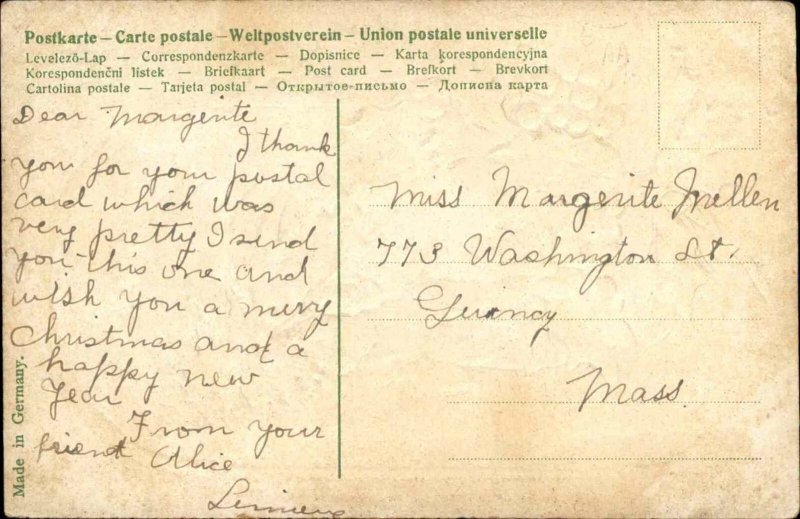 Postkarte – Carte postale – Weltpostverein – Union postale universelle
Levelező-Lap — Correspondenzkarte — Dopisnice — Karta korespondencyjna
Korespondenční listek — Briefkaart — Post card — Brefkort — Brevkort
Cartolina postale — Tarjeta postal — Открытое-письмо — Дописна карта
Dear Margerite
I thank
you for your postal
card which was
very pretty I send
you this one and
wish you a merry
Christmas and a
happy new
Year
From your
friend Alice
Miss Margerite Mellen
773 Washington St.
Quincy
Mass
Made in Germany.